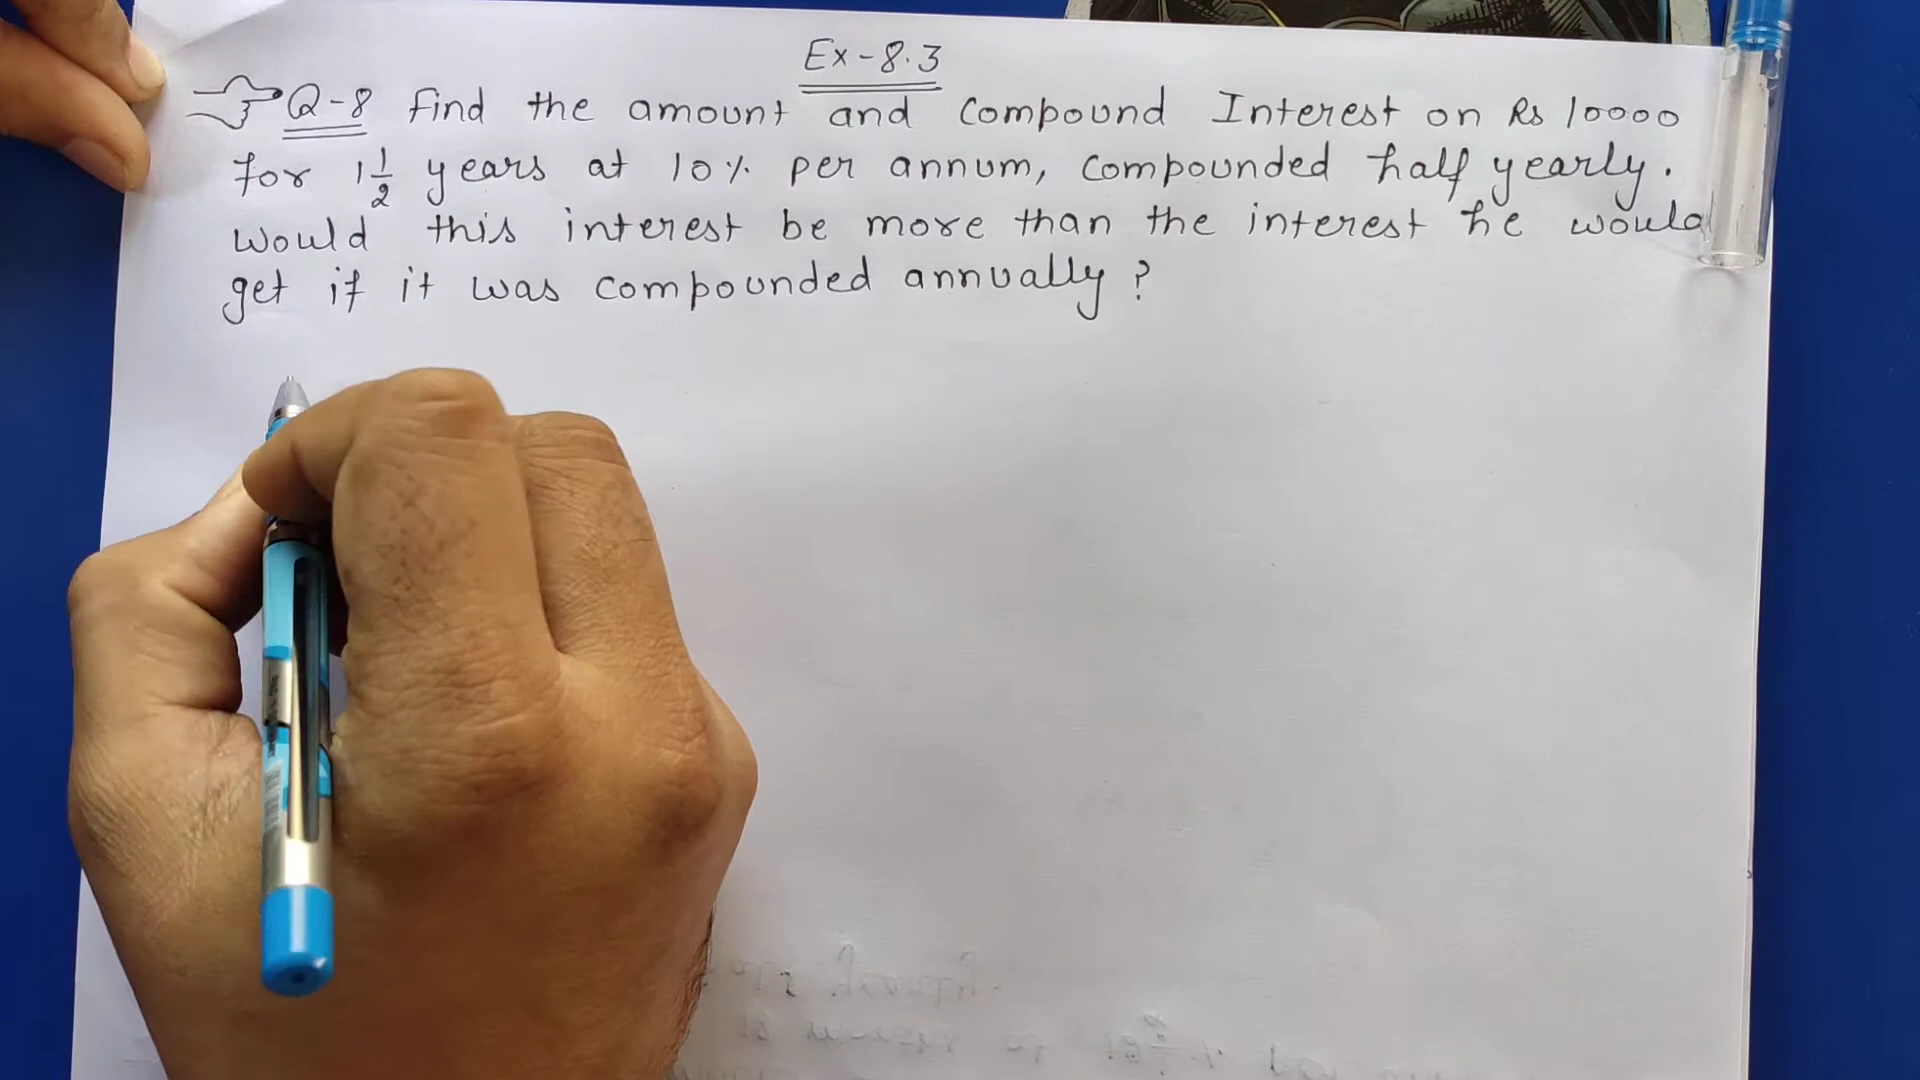 Ex-8.3
Q-8 Find the amount and Compound Interest on Rs 10000
for 1 1/2 years at 10% per annum, compounded half yearly.
Would this interest be more than the interest he would
get if it was compounded annually ?